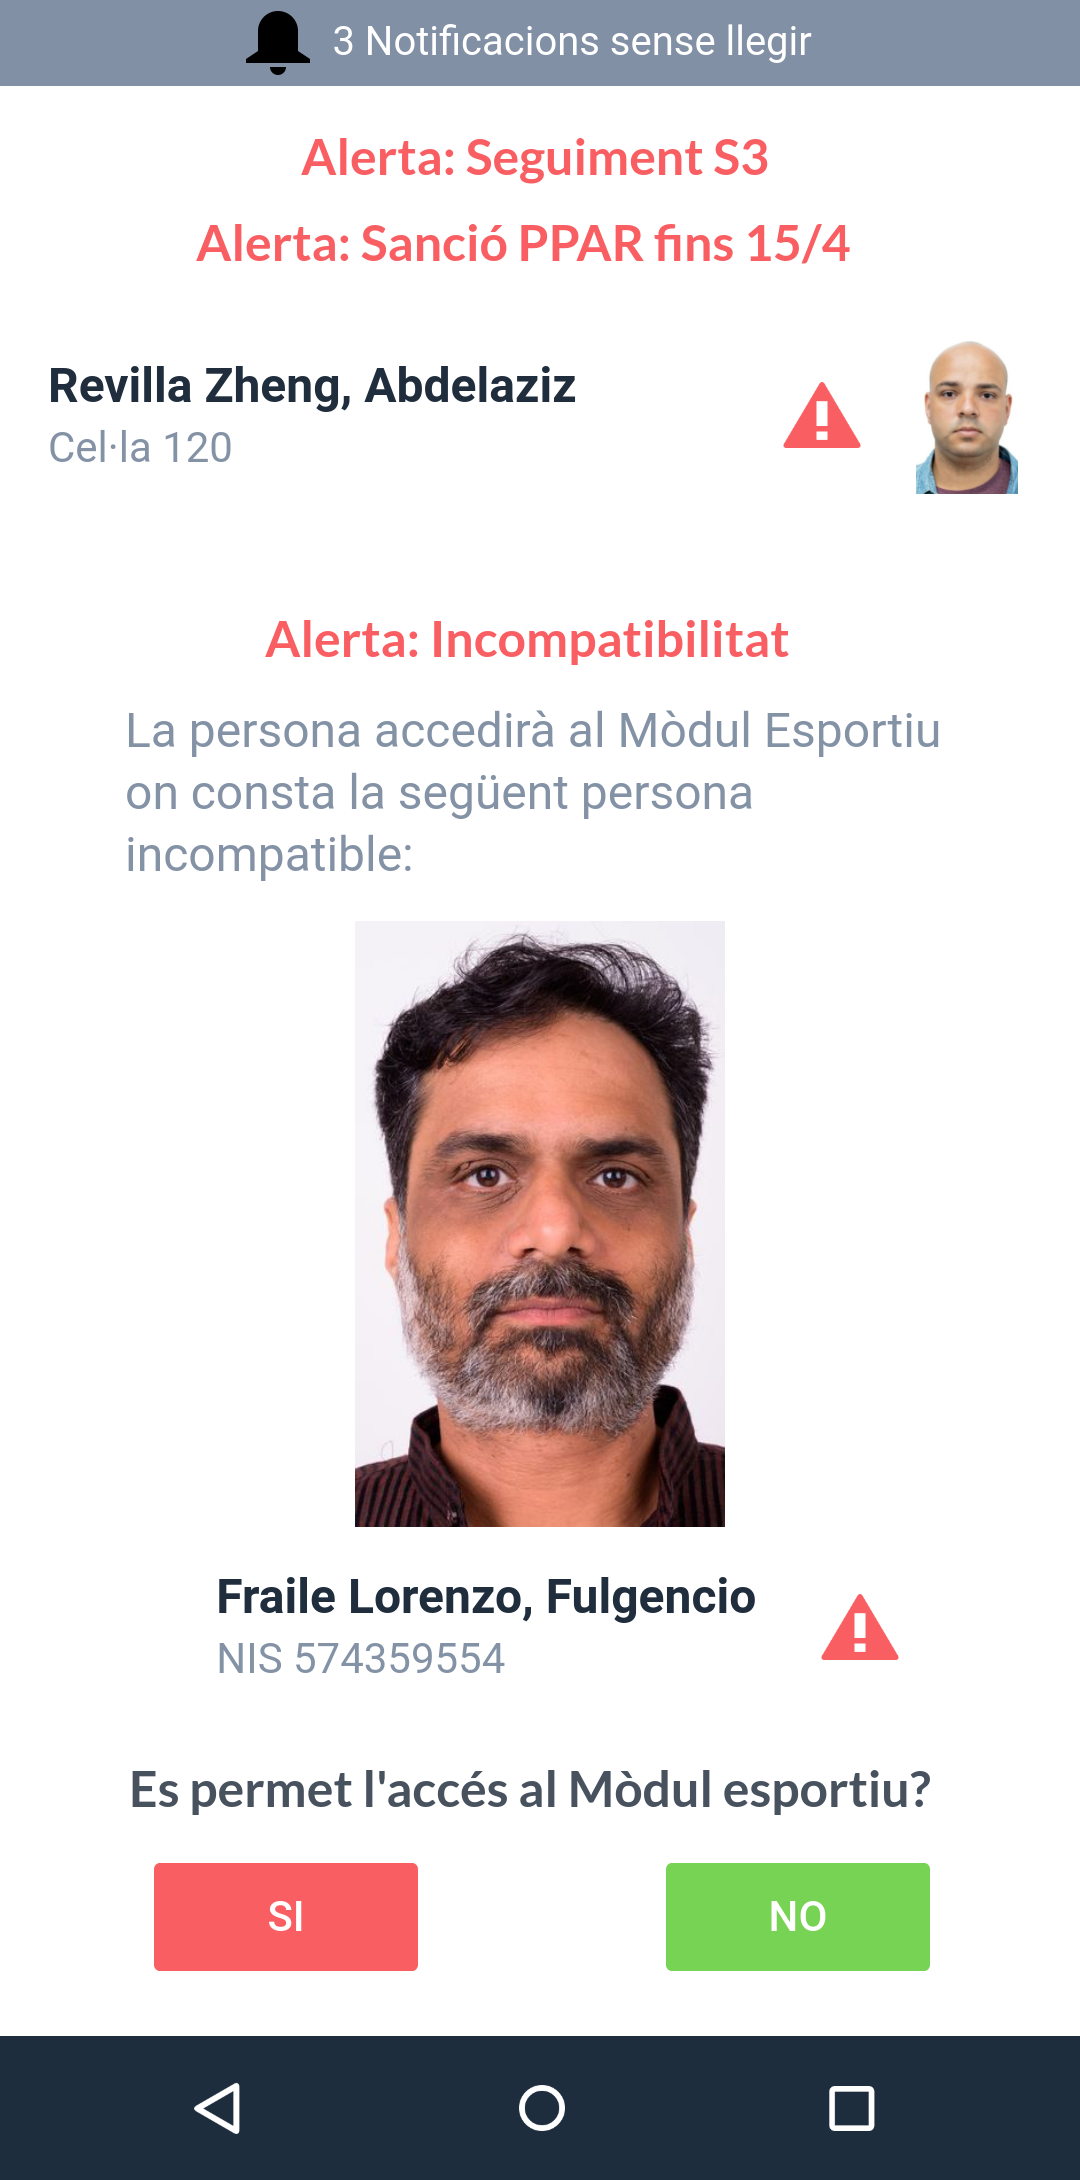 3 Notificacions sense llegir
Alerta: Seguiment S3
Alerta: Sanció PPAR fins 15/4
Revilla Zheng, Abdelaziz
Cel·la 120
Alerta: Incompatibilitat
La persona accedirà al Mòdul Esportiu
on consta la següent persona
incompatible:
Fraile Lorenzo, Fulgencio
NIS 574359554
Es permet l'accés al Mòdul esportiu?
SI
NO